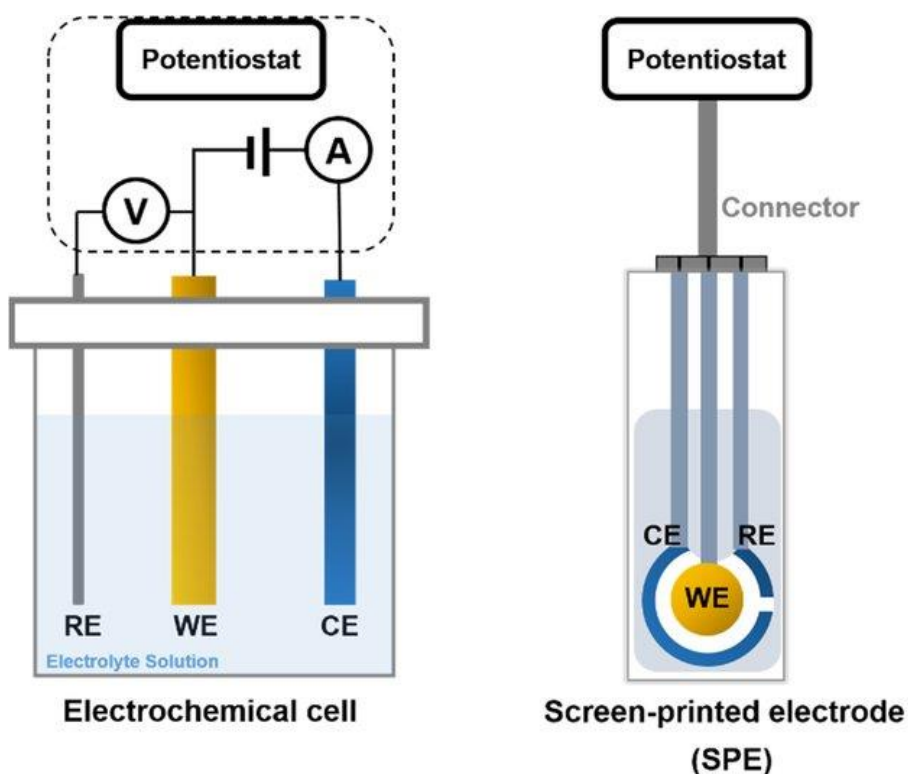 Potentiostat
V
A
RE
WE
CE
Electrolyte Solution
Electrochemical cell
Potentiostat
Connector
CE
RE
WE
Screen-printed electrode
(SPE)